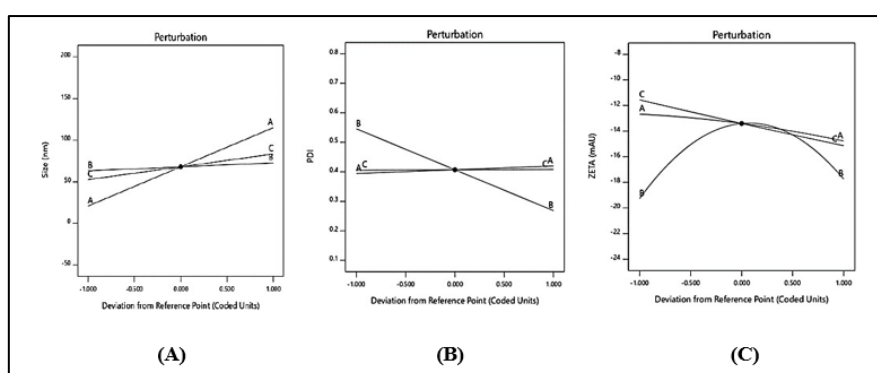 Perturbation
Size (nm)
200
150
100
50
0
-50
B
C
A
A
C
B
-1.000
-0.500
0.000
0.500
1.000
Deviation from Reference Point (Coded Units)
(A)
Perturbation
PDI
0.8
0.7
0.6
0.5
0.4
0.3
0.2
0.1
B
C
A
A
C
B
-1.000
-0.500
0.000
0.500
1.000
Deviation from Reference Point (Coded Units)
(B)
Perturbation
ZETA (mAU)
-8
-10
-12
-14
-16
-18
-20
-22
-24
C
A
B
A
C
B
-1.000
-0.500
0.000
0.500
1.000
Deviation from Reference Point (Coded Units)
(C)